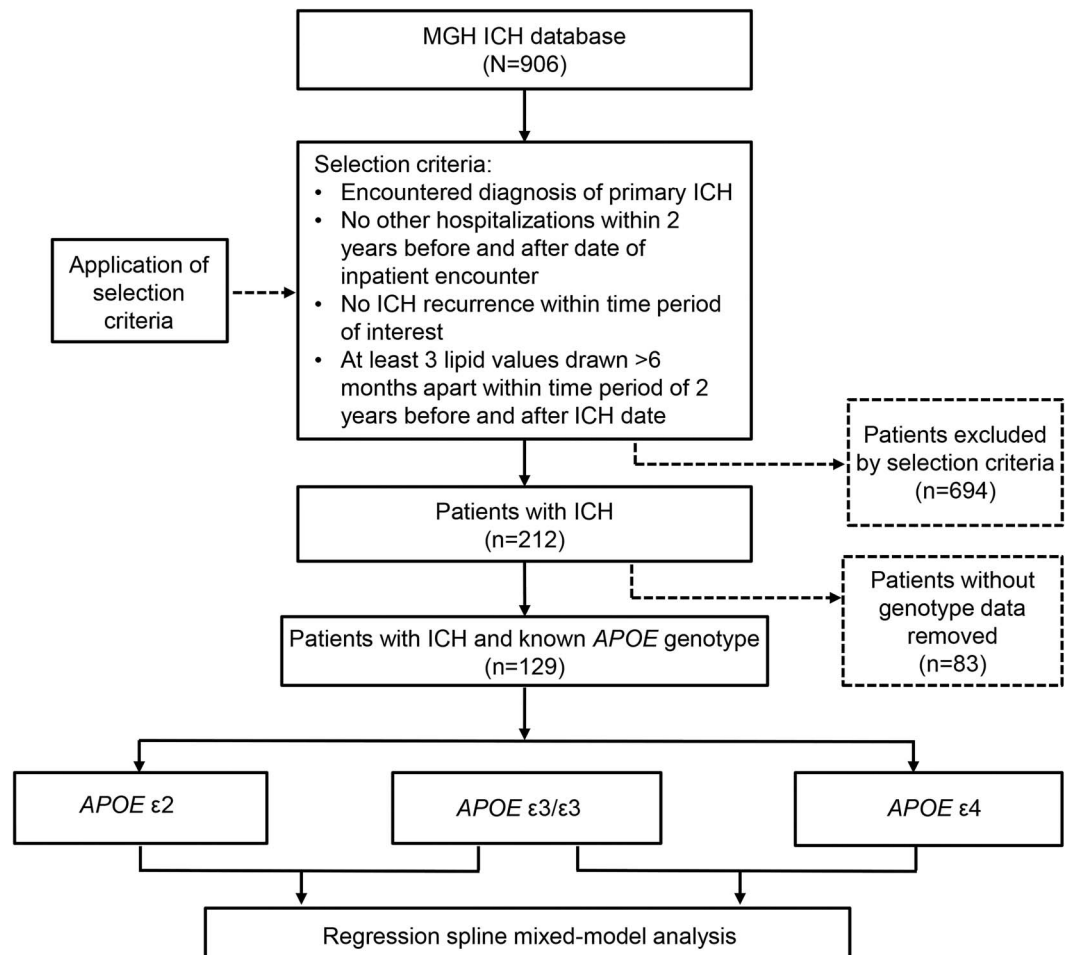 MGH ICH database
(N=906)
Selection criteria:
• Encountered diagnosis of primary ICH
• No other hospitalizations within 2
years before and after date of
inpatient encounter
• No ICH recurrence within time period
of interest
• At least 3 lipid values drawn >6
months apart within time period of 2
years before and after ICH date
Application of
selection
criteria
Patients excluded
by selection criteria
(n=694)
Patients with ICH
(n=212)
Patients without
genotype data
removed
(n=83)
Patients with ICH and known APOE genotype
(n=129)
APOE ε2
APOE ε3/ε3
APOE ε4
Regression spline mixed-model analysis